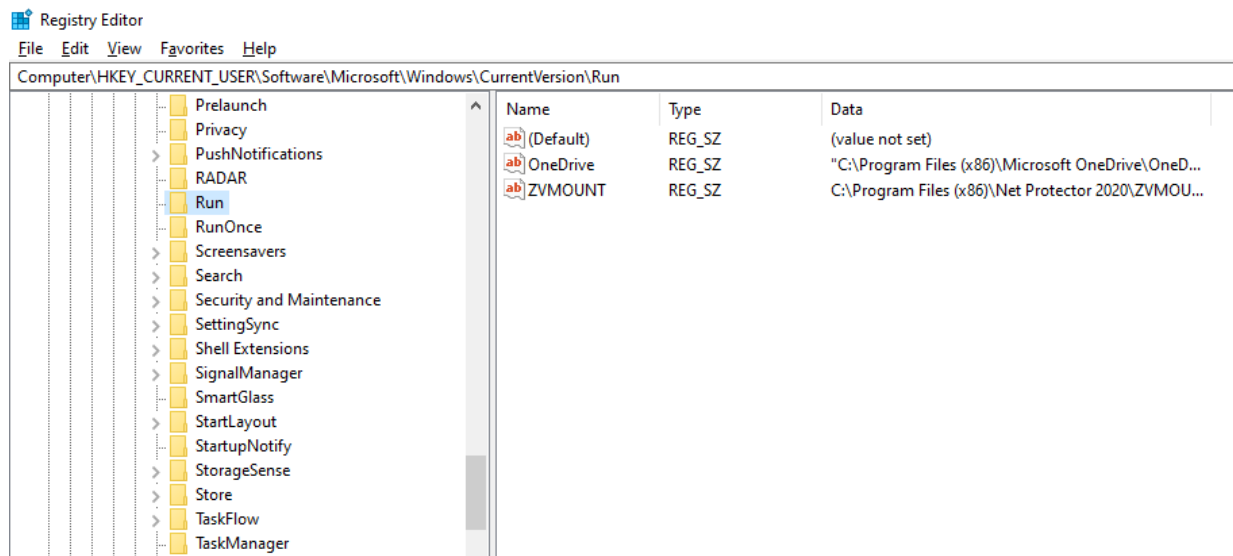 Registry Editor
File Edit View Favorites Help
Computer\HKEY_CURRENT_USER\Software\Microsoft\Windows\CurrentVersion\Run
Prelaunch
Privacy
PushNotifications
RADAR
Run
RunOnce
Screensavers
Search
Security and Maintenance
SettingSync
Shell Extensions
SignalManager
SmartGlass
StartLayout
StartupNotify
StorageSense
Store
TaskFlow
TaskManager
Name Type Data
ab (Default) REG_SZ (value not set)
ab OneDrive REG_SZ "C:\Program Files (x86)\Microsoft OneDrive\OneD...
ab ZVMOUNT REG_SZ C:\Program Files (x86)\Net Protector 2020\ZVMOU...